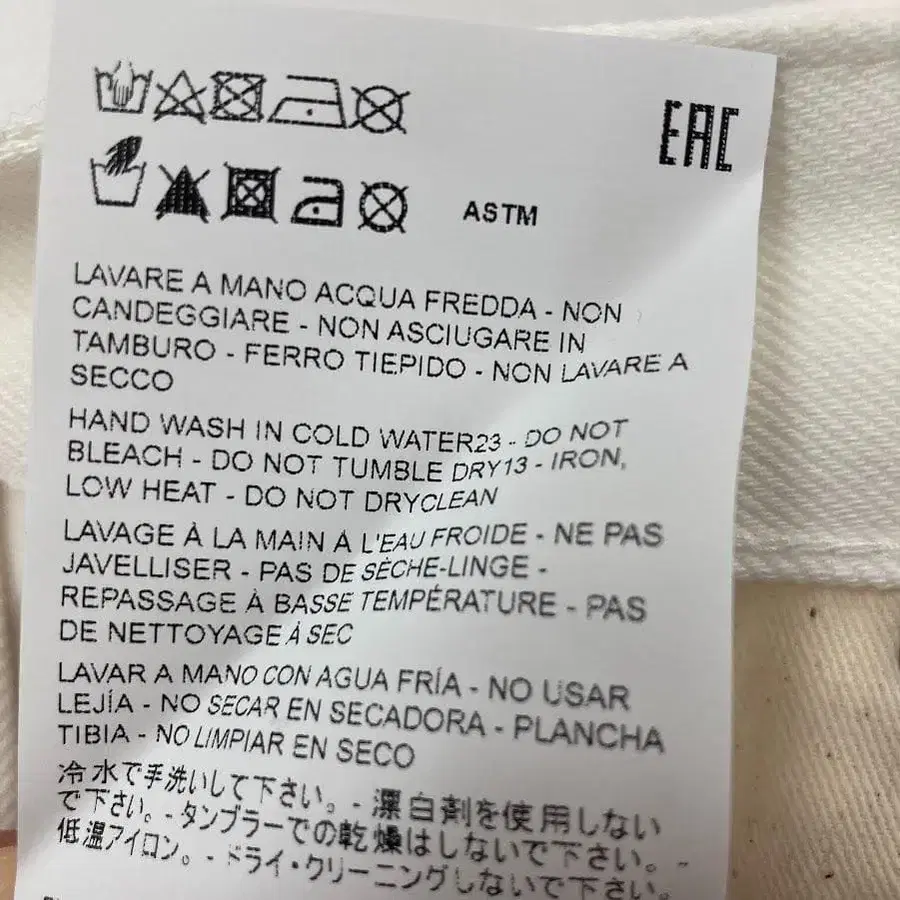 EAC
ASTM
LAVARE A MANO ACQUA FREDDA - NON
CANDEGGIARE - NON ASCIUGARE IN
TAMBURO - FERRO TIEPIDO - NON LAVARE A
SECCO
HAND WASH IN COLD WATER23 - DO NOT
BLEACH - DO NOT TUMBLE DRY13 - IRON,
LOW HEAT - DO NOT DRYCLEAN
LAVAGE À LA MAIN À L'EAU FROIDE - NE PAS
JAVELLISER - PAS DE SÈCHE-LINGE -
REPASSAGE À BASSE TEMPÉRATURE - PAS
DE NETTOYAGE À SEC
LAVAR A MANO CON AGUA FRÍA - NO USAR
LEJÍA - NO SECAR EN SECADORA - PLANCHA
TIBIA - NO LIMPIAR EN SECO
冷水で手洗いして下さい。- 漂白剤を使用しない
で下さい。- タンブラーでの乾燥はしないで下さい。-
低温アイロン。- ドライ・クリーニングしないで下さい。